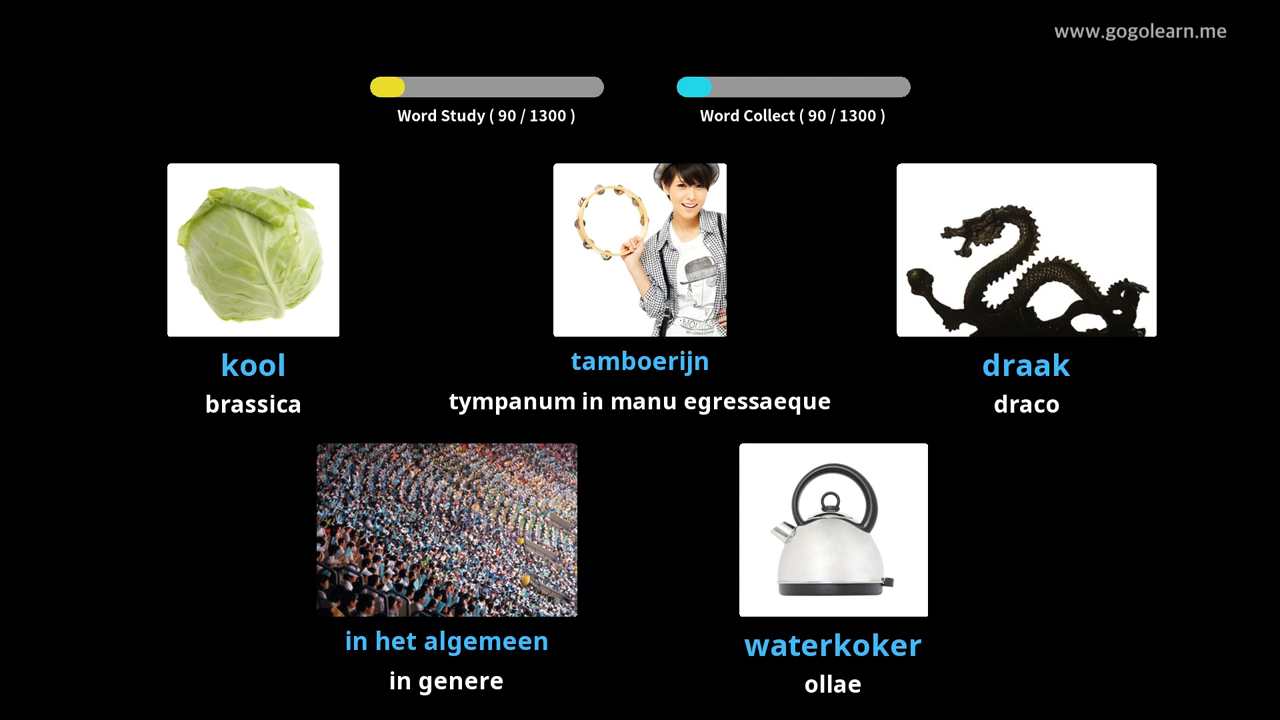 www.gogolearn.me
Word Study ( 90 / 1300 )
Word Collect ( 90 / 1300 )
kool
brassica
tamboerijn
tympanum in manu egressaeque
draak
draco
in het algemeen
in genere
waterkoker
ollae